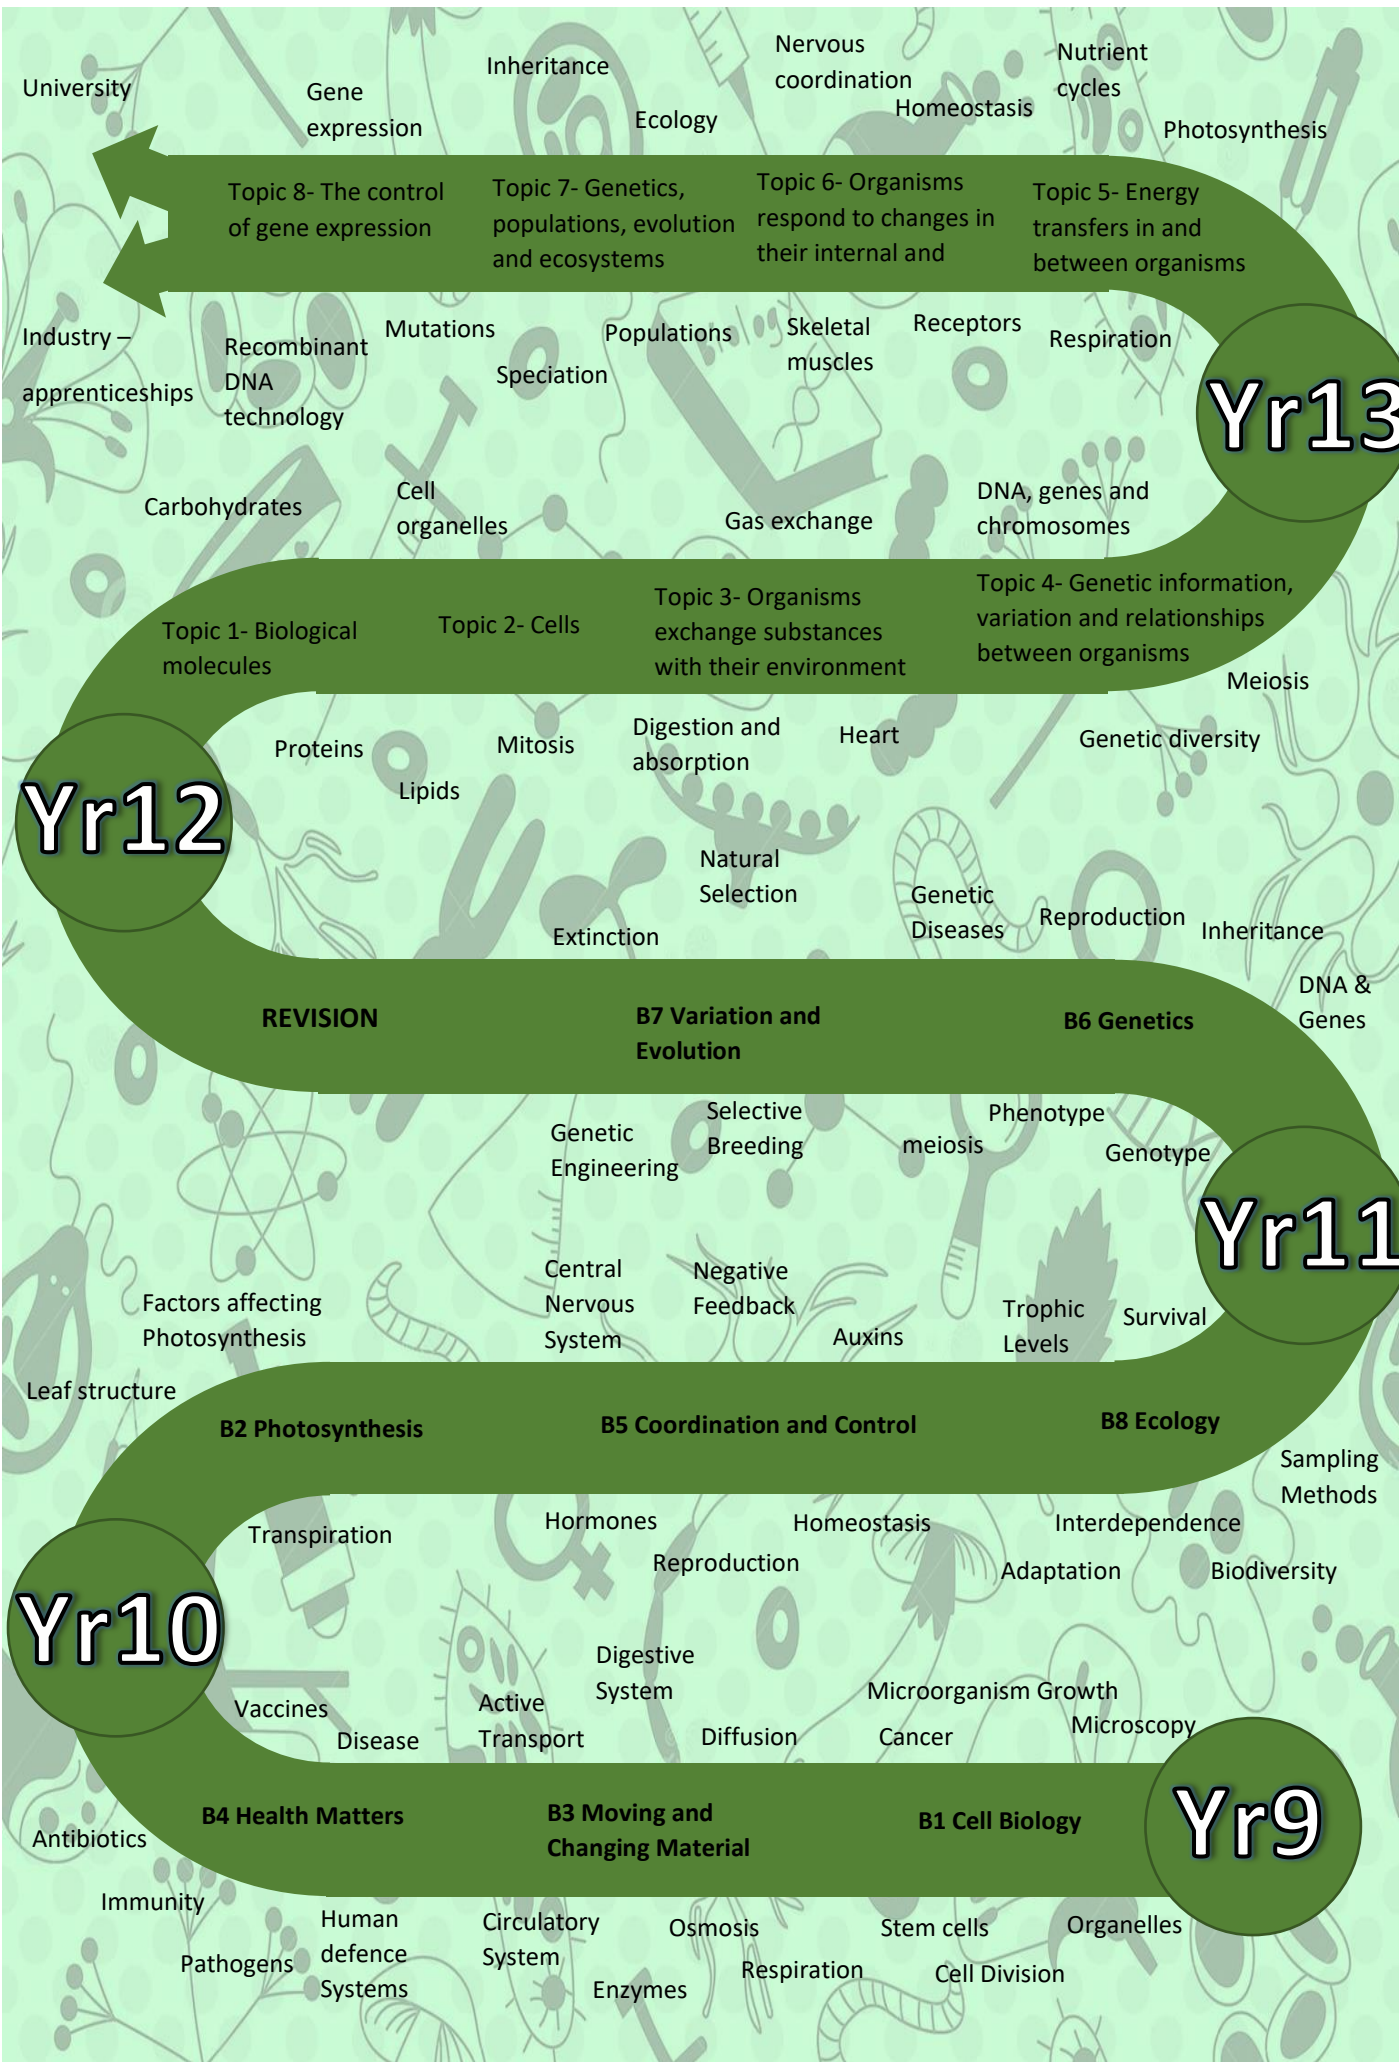 University
Gene
expression
Inheritance
Ecology
Nervous
coordination
Homeostasis
Nutrient
cycles
Photosynthesis
Topic 8- The control
of gene expression
Topic 7- Genetics,
populations, evolution
and ecosystems
Topic 6- Organisms
respond to changes in
their internal and
Topic 5- Energy
transfers in and
between organisms
Industry –
apprenticeships
Recombinant
DNA
technology
Mutations
Speciation
Populations
Skeletal
muscles
Receptors
Respiration
Yr13
Carbohydrates
Cell
organelles
Gas exchange
DNA, genes and
chromosomes
Topic 1- Biological
molecules
Topic 2- Cells
Topic 3- Organisms
exchange substances
with their environment
Topic 4- Genetic information,
variation and relationships
between organisms
Meiosis
Proteins
Lipids
Mitosis
Digestion and
absorption
Heart
Genetic diversity
Yr12
Natural
Selection
Extinction
Genetic
Diseases
Reproduction
Inheritance
DNA &
Genes
REVISION
B7 Variation and
Evolution
B6 Genetics
Genetic
Engineering
Selective
Breeding
meiosis
Phenotype
Genotype
Yr11
Factors affecting
Photosynthesis
Leaf structure
Central
Nervous
System
Negative
Feedback
Auxins
Trophic
Levels
Survival
B2 Photosynthesis
B5 Coordination and Control
B8 Ecology
Sampling
Methods
Transpiration
Hormones
Reproduction
Homeostasis
Interdependence
Adaptation
Biodiversity
Yr10
Vaccines
Disease
Active
Transport
Digestive
System
Diffusion
Microorganism Growth
Cancer
Microscopy
B4 Health Matters
B3 Moving and
Changing Material
B1 Cell Biology
Yr9
Antibiotics
Immunity
Pathogens
Human
defence
Systems
Circulatory
System
Enzymes
Osmosis
Respiration
Stem cells
Cell Division
Organelles